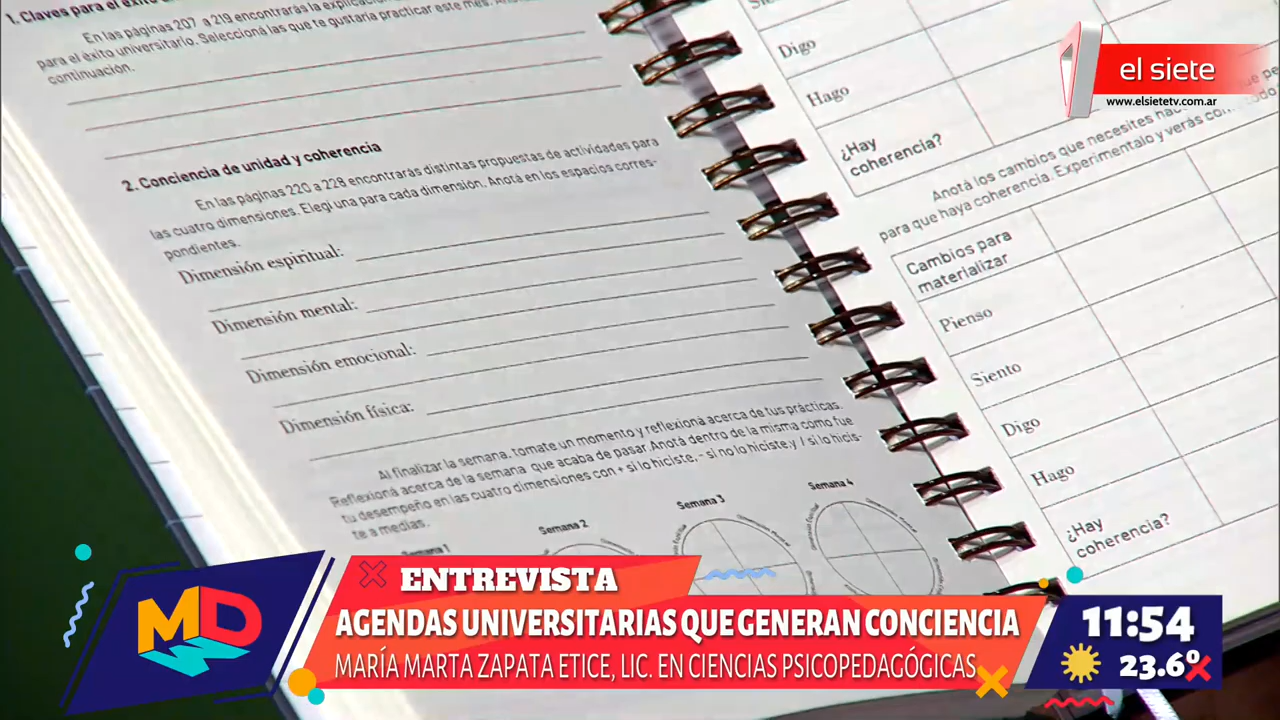 1. Claves para el éxito
En las páginas 207 a 219 encontrarás la explicación
para el éxito universitario. Seleccioná las que te gustaría practicar este mes.
continuación.
2. Conciencia de unidad y coherencia
En las páginas 220 a 228 encontrarás distintas propuestas de actividades para
las cuatro dimensiones. Elegí una para cada dimensión. Anotá en los espacios corres-
pondientes.
Dimensión espiritual:
Dimensión mental:
Dimensión emocional:
Dimensión física:
Al finalizar la semana, tomate un momento y reflexioná acerca de tus prácticas.
Reflexioná acerca de la semana que acaba de pasar. Anotá dentro de la misma cómo fue
tu desempeño en las cuatro dimensiones con + si lo hiciste, - si no lo hiciste y / si lo hicis-
te a medias.
Semana 1
Semana 2
Semana 3
Semana 4
Digo
Hago
¿Hay
coherencia?
Anotá los cambios que necesites
para que haya coherencia. Experimentalo y verás
Cambios para
materializar
Pienso
Siento
Digo
Hago
¿Hay
coherencia?
el siete
www.elsietetv.com.ar
MD
ENTREVISTA
AGENDAS UNIVERSITARIAS QUE GENERAN CONCIENCIA
MARÍA MARTA ZAPATA ETICE, LIC. EN CIENCIAS PSICOPEDAGÓGICAS
11:54
23.6º